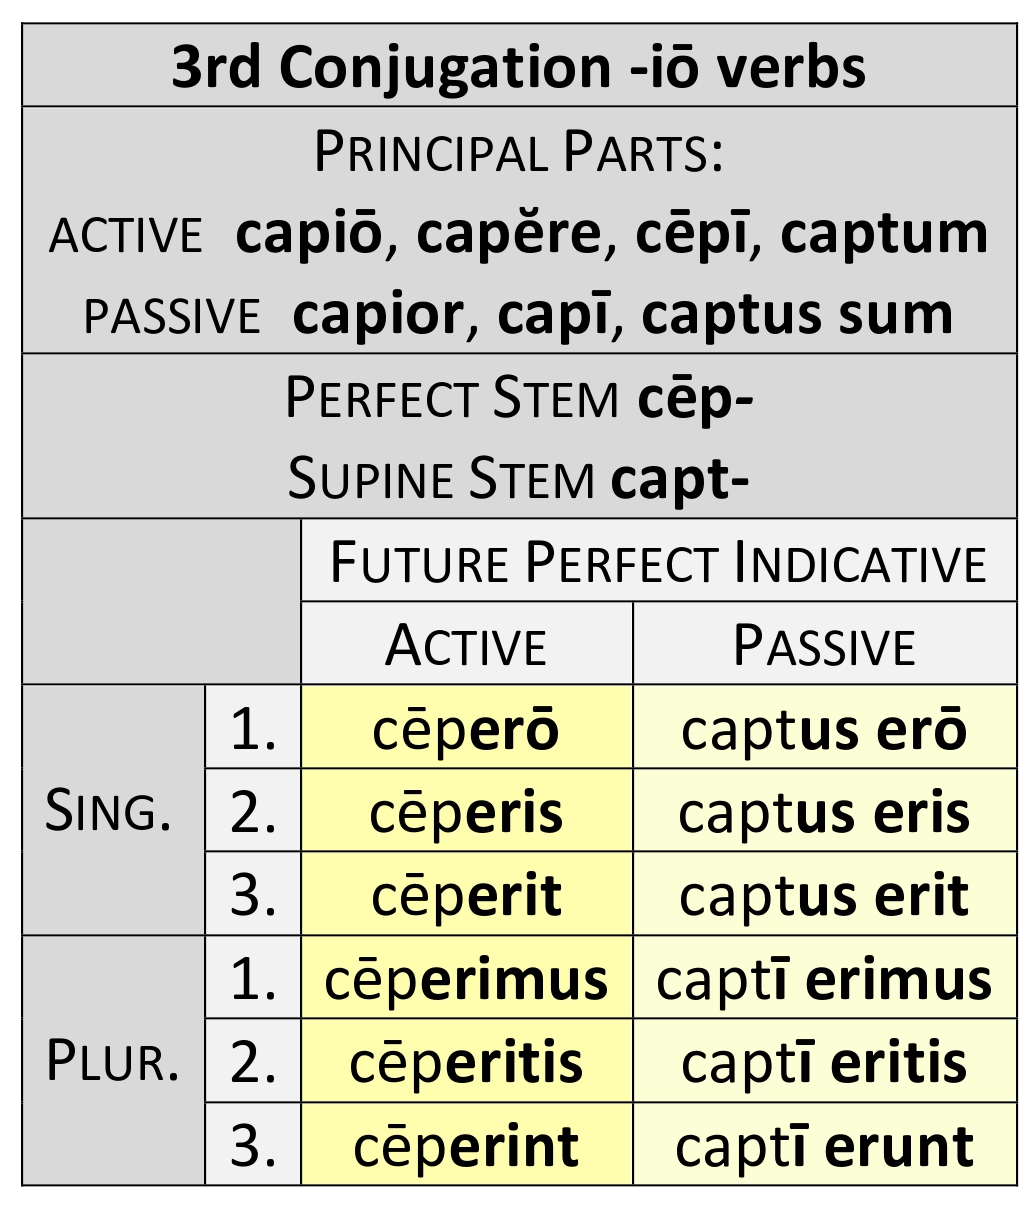 3rd Conjugation -iō verbs
PRINCIPAL PARTS:
ACTIVE capiō, capĕre, cēpī, captum
PASSIVE capior, capī, captus sum
PERFECT STEM cēp-
SUPINE STEM capt-
FUTURE PERFECT INDICATIVE
ACTIVE PASSIVE
SING. 1. cēperō captus erō
2. cēperis captus eris
3. cēperit captus erit
PLUR. 1. cēperimus captī erimus
2. cēperitis captī eritis
3. cēperint captī erunt